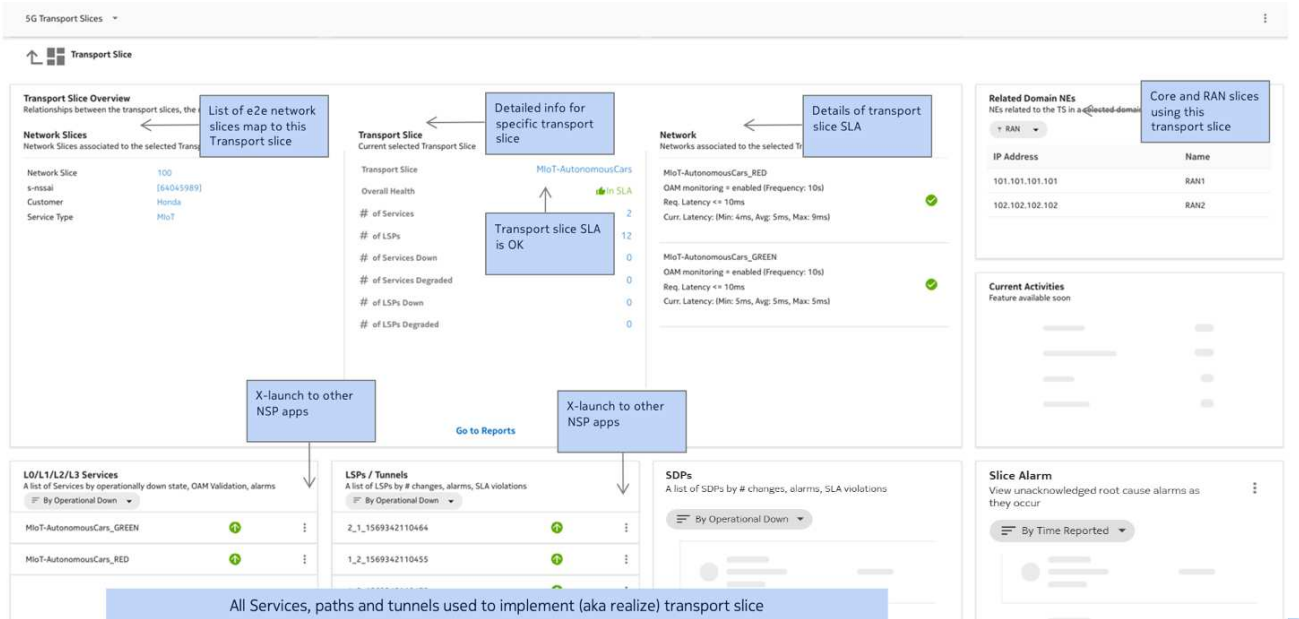 5G Transport Slices
Transport Slice
Transport Slice Overview
Relationships between the transport slices, the
List of e2e network
slices map to this
Transport slice
Network Slices
Network Slices associated to the selected Transp
Network Slice 100
s-nssai [64045989]
Customer Honda
Service Type MIoT
Detailed info for
specific transport
slice
Transport Slice
Current selected Transport Slice
Transport Slice MIoT-AutonomousCars
Overall Health In SLA
# of Services 2
# of LSPs 12
# of Services Down 0
# of Services Degraded 0
# of LSPs Down 0
# of LSPs Degraded 0
Transport slice SLA
is OK
Details of transport
slice SLA
Network
Networks associated to the selected Tr
MIoT-AutonomousCars_RED
OAM monitoring = enabled (Frequency: 10s)
Req. Latency <= 10ms
Curr. Latency: (Min: 4ms, Avg: 5ms, Max: 9ms)
MIoT-AutonomousCars_GREEN
OAM monitoring = enabled (Frequency: 10s)
Req. Latency <= 10ms
Curr. Latency: (Min: 5ms, Avg: 5ms, Max: 5ms)
X-launch to other
NSP apps
Go to Reports
X-launch to other
NSP apps
Related Domain NEs
NEs related to the TS in a selected domain
Core and RAN slices
using this
transport slice
RAN
IP Address Name
101.101.101.101 RAN1
102.102.102.102 RAN2
Current Activities
Feature available soon
L0/L1/L2/L3 Services
A list of Services by operationally down state, OAM Validation, alarms
By Operational Down
MIoT-AutonomousCars_GREEN
MIoT-AutonomousCars_RED
LSPs / Tunnels
A list of LSPs by # changes, alarms, SLA violations
By Operational Down
2_1_1569342110464
1_2_1569342110455
SDPs
A list of SDPs by # changes, alarms, SLA violations
By Operational Down
Slice Alarm
View unacknowledged root cause alarms as
they occur
By Time Reported
All Services, paths and tunnels used to implement (aka realize) transport slice